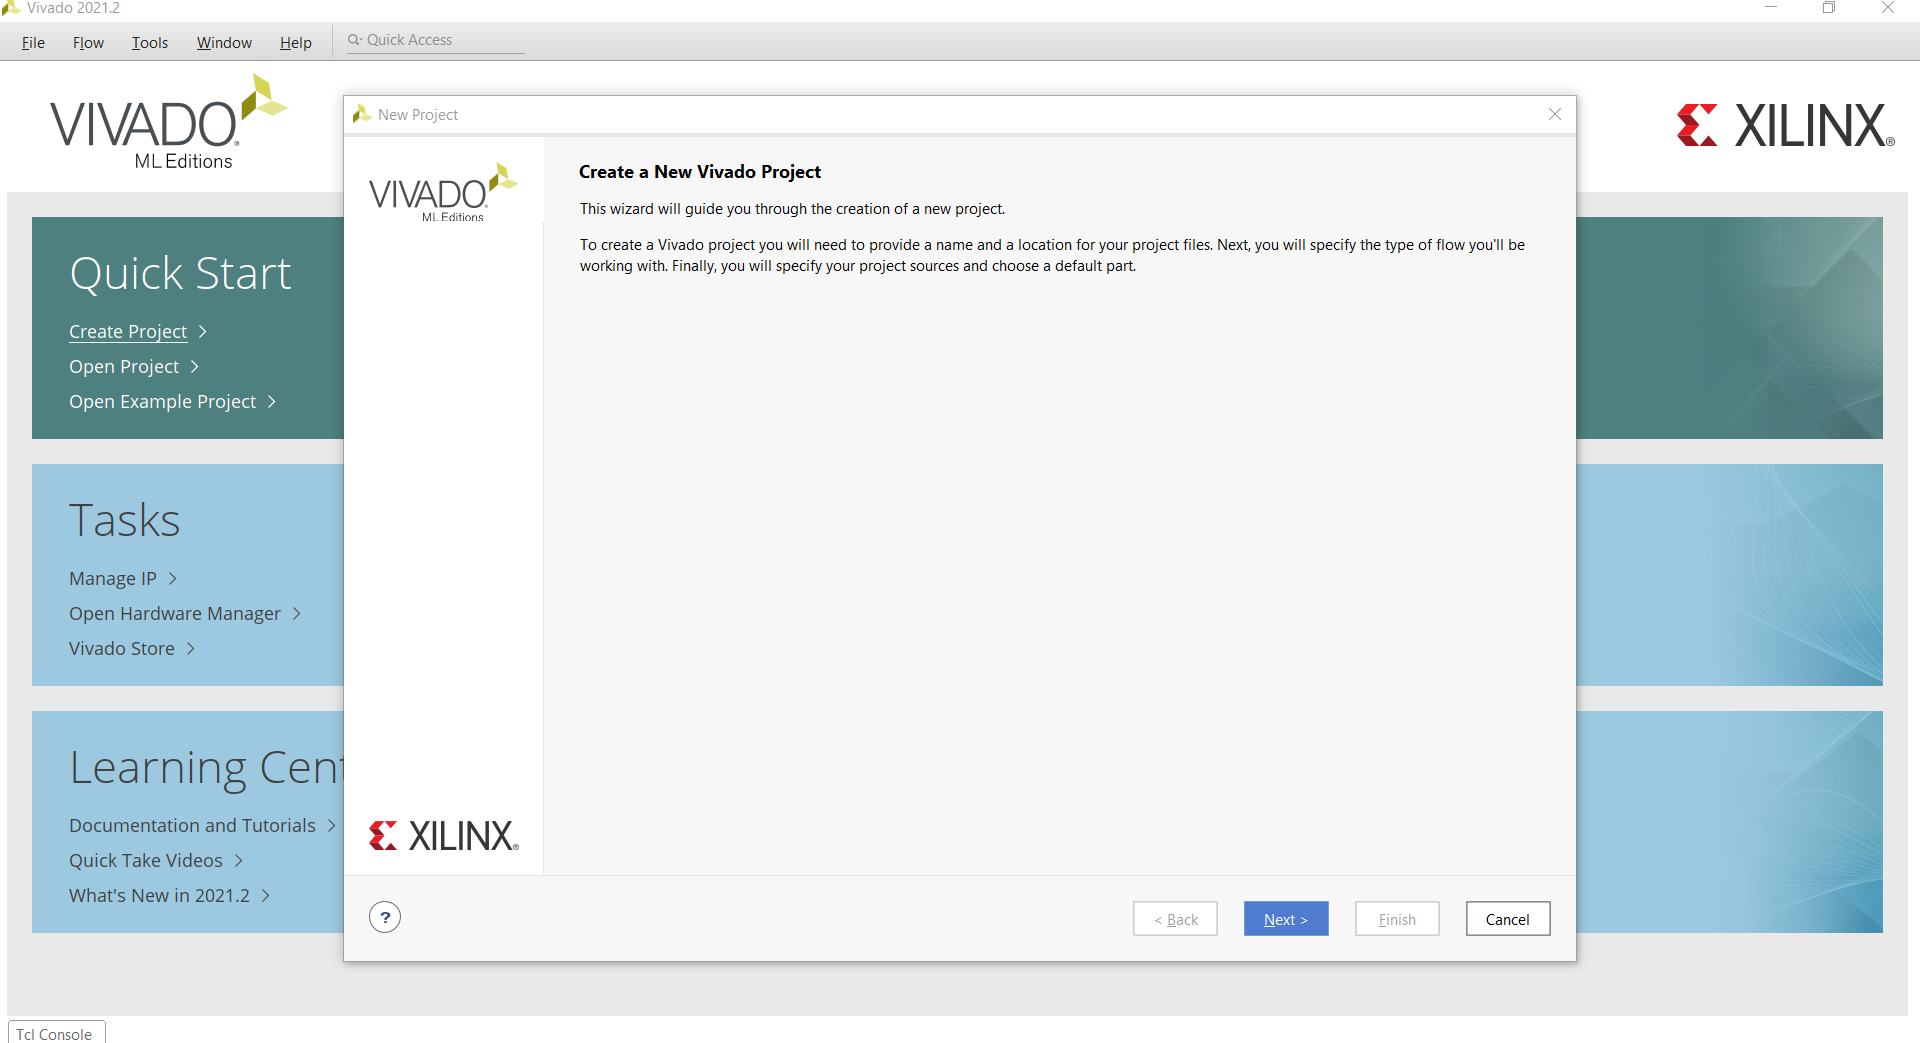 Vivado 2021.2
File Flow Tools Window Help Quick Access
VIVADO
ML Editions
XILINX
New Project
VIVADO
ML Editions
Create a New Vivado Project
This wizard will guide you through the creation of a new project.
To create a Vivado project you will need to provide a name and a location for your project files. Next, you will specify the type of flow you'll be
working with. Finally, you will specify your project sources and choose a default part.
XILINX
? < Back Next > Finish Cancel
Quick Start
Create Project >
Open Project >
Open Example Project >
Tasks
Manage IP >
Open Hardware Manager >
Vivado Store >
Learning Cent
Documentation and Tutorials >
Quick Take Videos >
What's New in 2021.2 >
Tcl Console